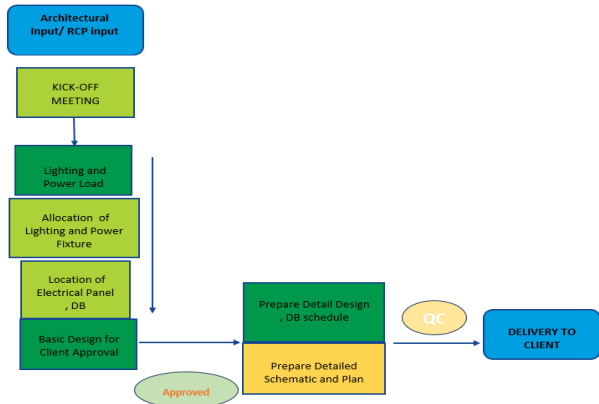 Architectural
Input/ RCP input
KICK-OFF
MEETING
Lighting and
Power Load
Allocation of
Lighting and Power
Fixture
Location of
Electrical Panel
, DB
Basic Design for
Client Approval
Approved
Prepare Detail Design
, DB schedule
Prepare Detailed
Schematic and Plan
QC
DELIVERY TO
CLIENT